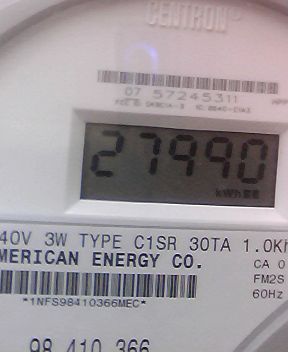 CENTRON
07 57245311
27990
kWh
40V 3W TYPE C1SR 30TA 1.0Kh
MERICAN ENERGY CO.
CA 0
FM2S
*1NFS98410366MEC*
60Hz
98 410 366